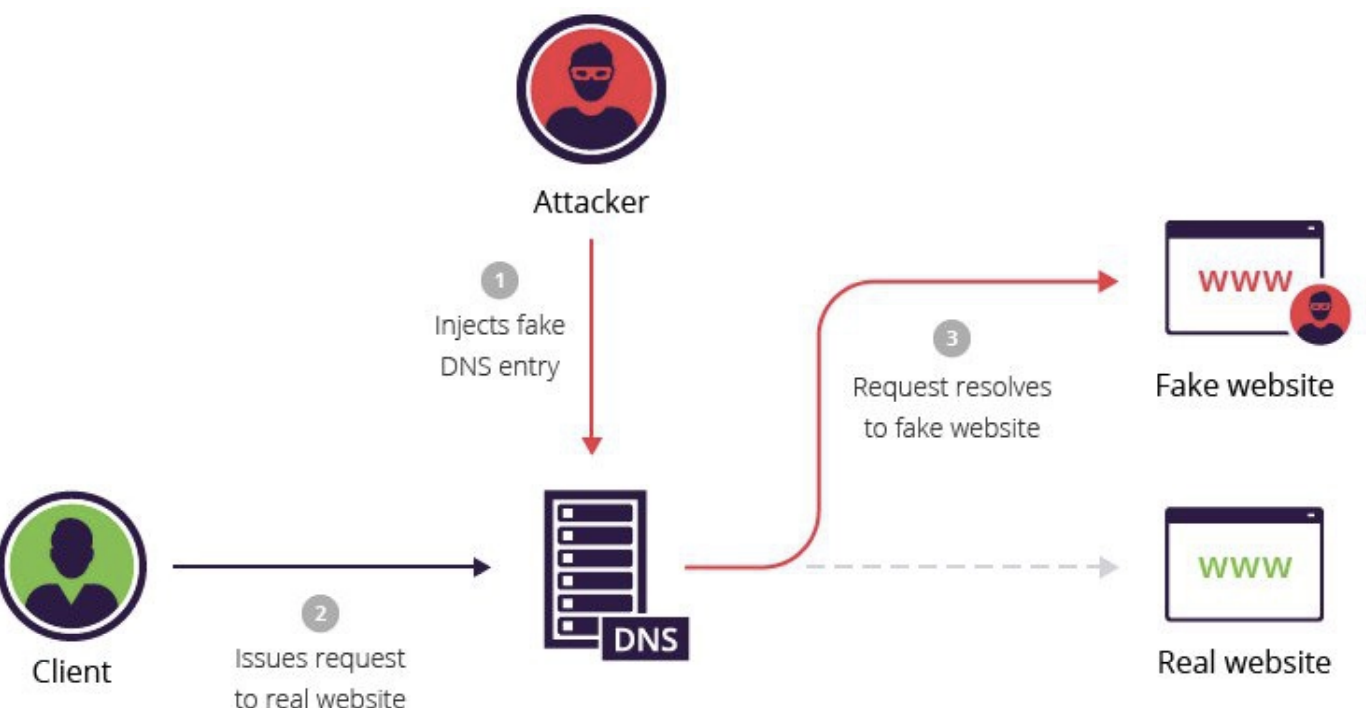 Attacker
1
Injects fake
DNS entry
www
3
Request resolves
to fake website
Fake website
Client
2
Issues request
to real website
DNS
www
Real website